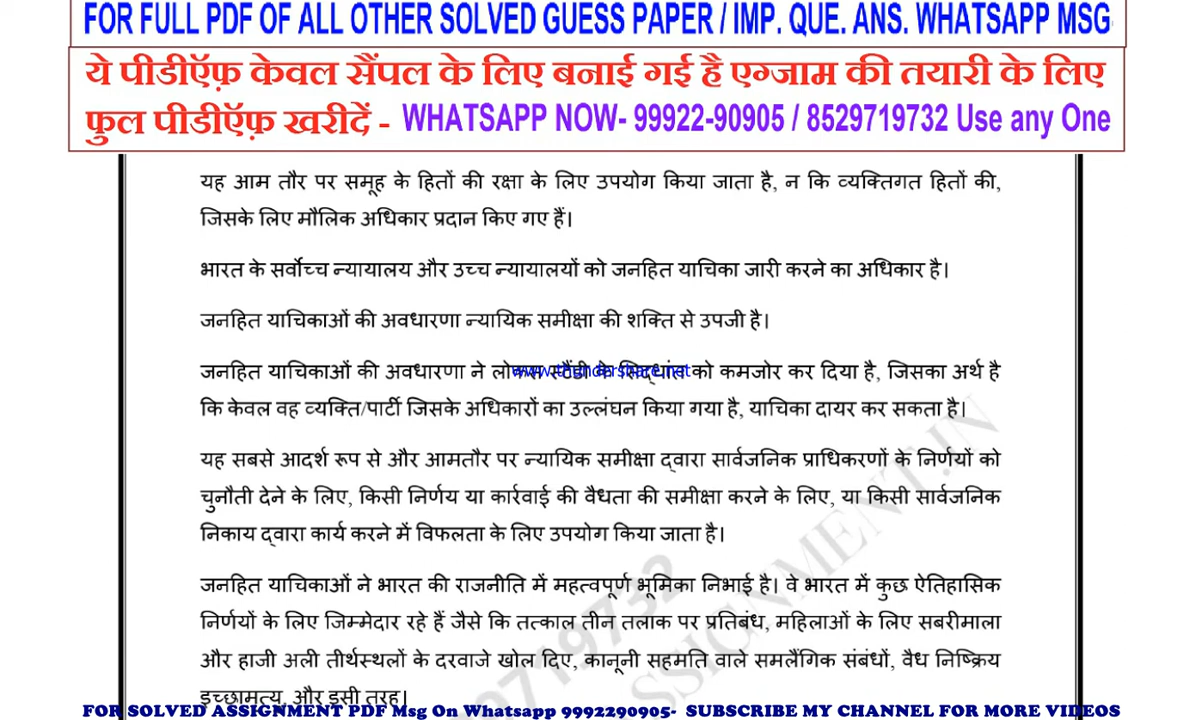 FOR FULL PDF OF ALL OTHER SOLVED GUESS PAPER / IMP. QUE. ANS. WHATSAPP MSG
ये पीडीऍफ़ केवल सैंपल के लिए बनाई गई है एग्जाम की तयारी के लिए
फुल पीडीऍफ़ खरीदें - WHATSAPP NOW- 99922-90905 / 8529719732 Use any One
यह आम तौर पर समूह के हितों की रक्षा के लिए उपयोग किया जाता है, न कि व्यक्तिगत हितों की,
जिसके लिए मौलिक अधिकार प्रदान किए गए हैं।
भारत के सर्वोच्च न्यायालय और उच्च न्यायालयों को जनहित याचिका जारी करने का अधिकार है।
जनहित याचिकाओं की अवधारणा न्यायिक समीक्षा की शक्ति से उपजी है।
जनहित याचिकाओं की अवधारणा ने के सिद्धांत को कमजोर कर दिया है, जिसका अर्थ है
www.thundershare.net
कि केवल वह व्यक्ति/पार्टी जिसके अधिकारों का उल्लंघन किया गया है, याचिका दायर कर सकता है।
यह सबसे आदर्श रूप से और आमतौर पर न्यायिक समीक्षा द्वारा सार्वजनिक प्राधिकरणों के निर्णयों को
चुनौती देने के लिए, किसी निर्णय या कार्रवाई की वैधता की समीक्षा करने के लिए, या किसी सार्वजनिक
निकाय द्वारा कार्य करने में विफलता के लिए उपयोग किया जाता है।
जनहित याचिकाओं ने भारत की राजनीति में महत्वपूर्ण भूमिका निभाई है। वे भारत में कुछ ऐतिहासिक
निर्णयों के लिए जिम्मेदार रहे हैं जैसे कि तत्काल तीन तलाक पर प्रतिबंध, महिलाओं के लिए सबरीमाला
और हाजी अली तीर्थस्थलों के दरवाजे खोल दिए, कानूनी सहमति वाले समलैंगिक संबंधों, वैध निष्क्रिय
इच्छामृत्यु, और इसी तरह।
FOR SOLVED ASSIGNMENT PDF Msg On Whatsapp 9992290905- SUBSCRIBE MY CHANNEL FOR MORE VIDEOS